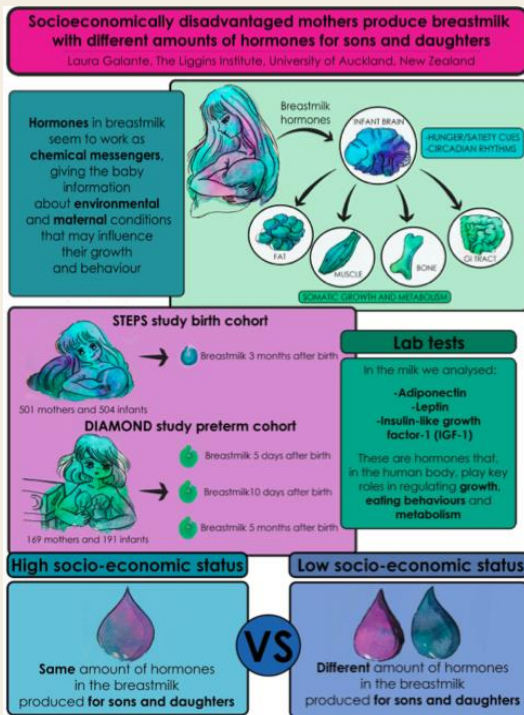 Socioeconomically disadvantaged mothers produce breastmilk
with different amounts of hormones for sons and daughters
Laura Galante, The Liggins Institute, University of Auckland, New Zealand
Hormones in breastmilk
seem to work as
chemical messengers,
giving the baby
information
about environmental
and maternal conditions
that may influence
their growth
and behaviour
Breastmilk
hormones
INFANT BRAIN
-HUNGER/SATIETY CUES
-CIRCADIAN RHYTHMS
FAT
MUSCLE
BONE
GI TRACT
SOMATIC GROWTH AND METABOLISM
STEPS study birth cohort
Breastmilk 3 months after birth
501 mothers and 504 infants
DIAMOND study preterm cohort
Breastmilk 5 days after birth
Breastmilk10 days after birth
Breastmilk 5 months after birth
169 mothers and 191 infants
Lab tests
In the milk we analysed:
-Adiponectin
-Leptin
-Insulin-like growth
factor-1 (IGF-1)
These are hormones that,
in the human body, play key
roles in regulating growth,
eating behaviours and
metabolism
High socio-economic status
Same amount of hormones
in the breastmilk
produced for sons and daughters
VS
Low socio-economic status
Different amount of hormones
in the breastmilk
produced for sons and daughters